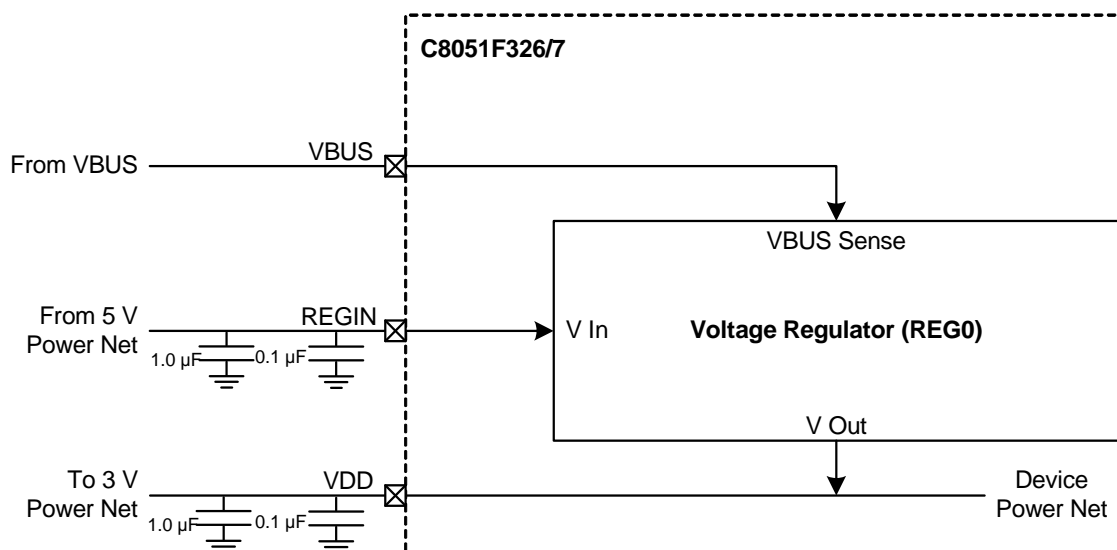 C8051F326/7
From VBUS
VBUS
VBUS Sense
From 5 V
Power Net
REGIN
1.0 µF
0.1 µF
V In
Voltage Regulator (REG0)
V Out
To 3 V
Power Net
VDD
1.0 µF
0.1 µF
Device
Power Net